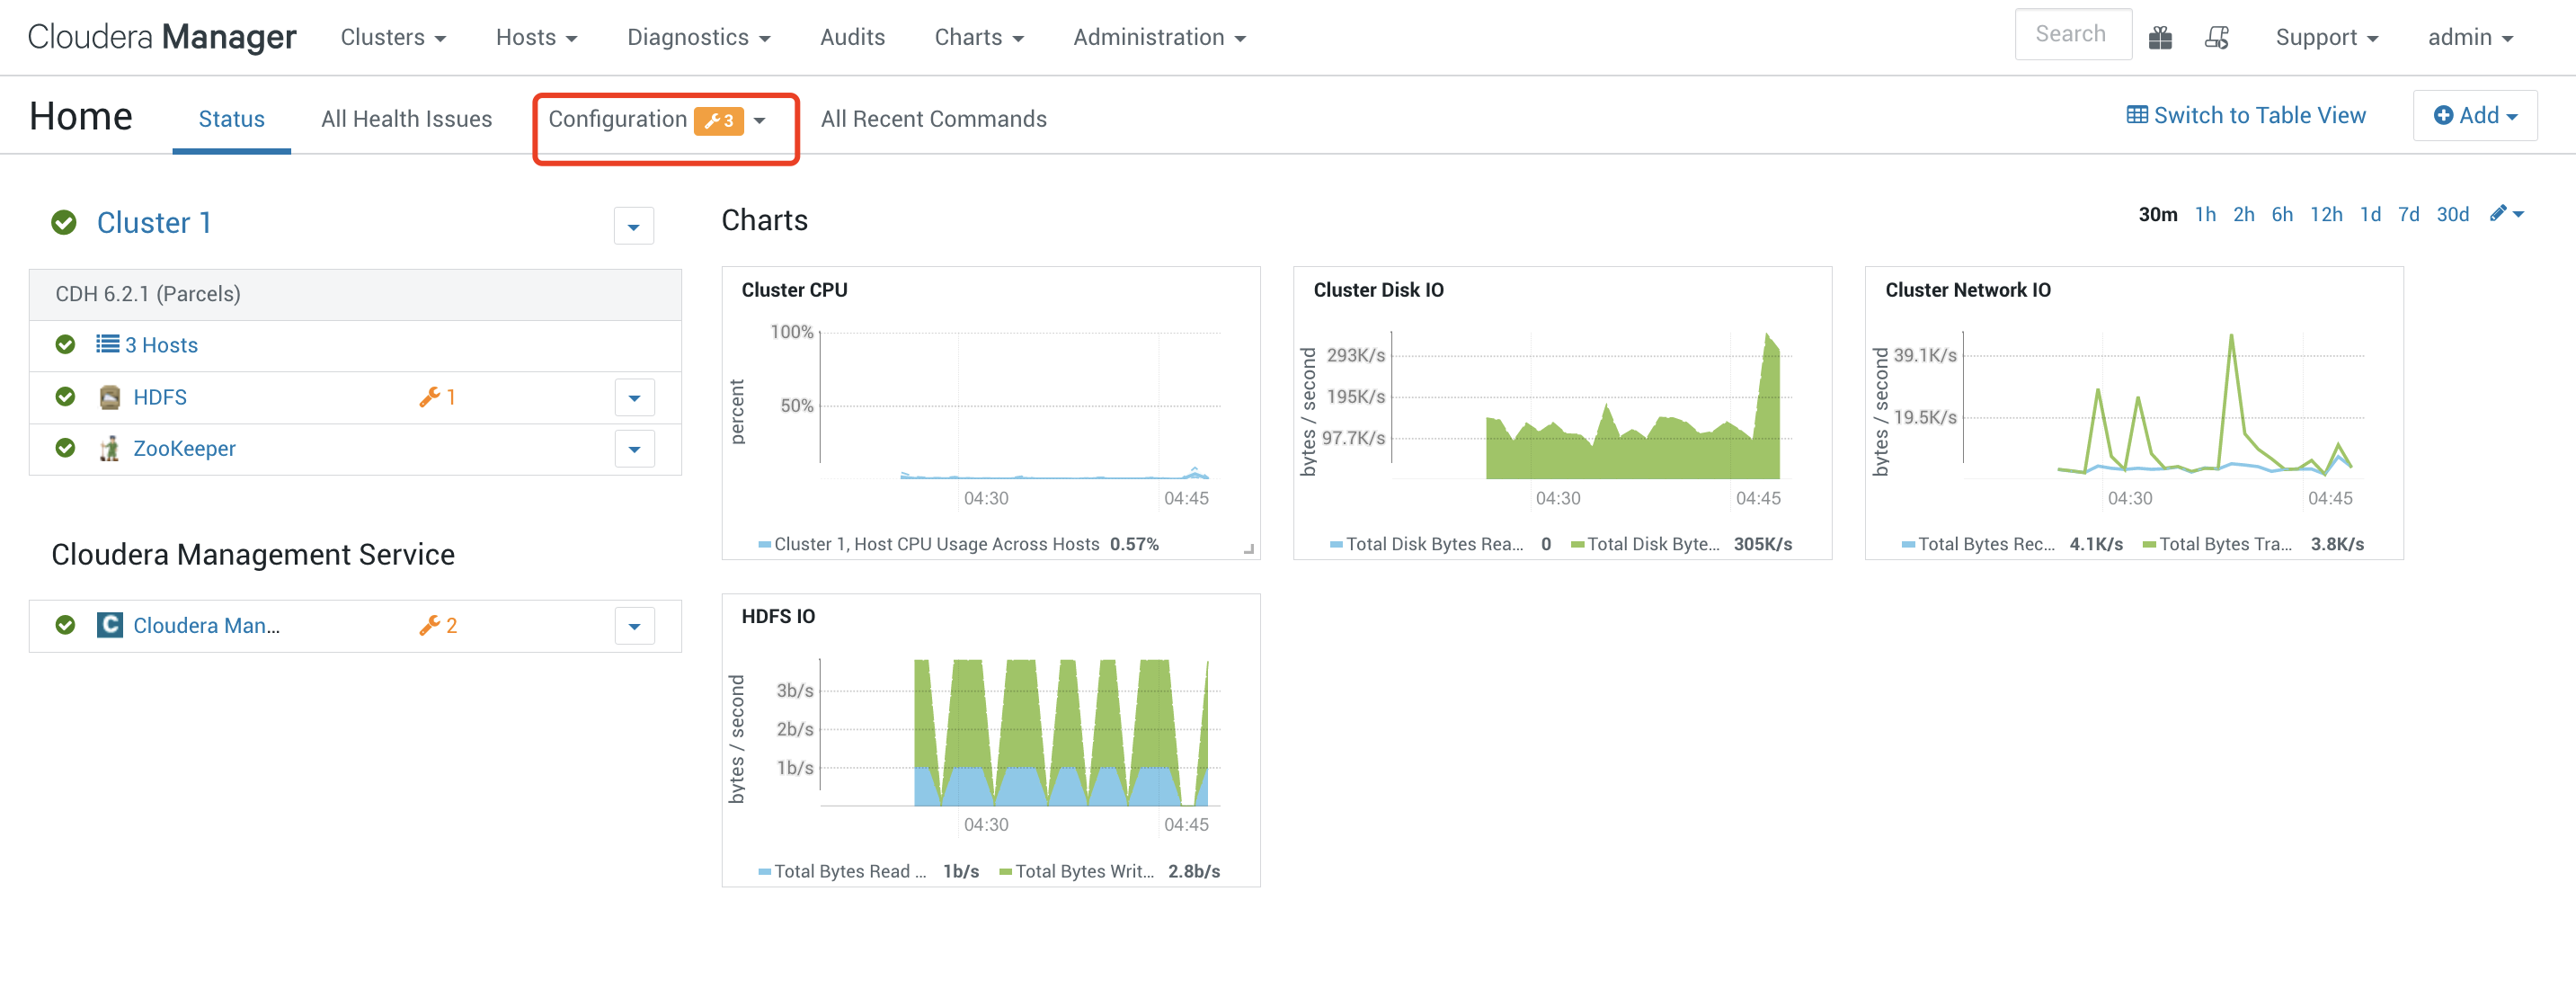 Cloudera Manager Clusters Hosts Diagnostics Audits Charts Administration Search Support admin
Home Status All Health Issues Configuration 3 All Recent Commands Switch to Table View Add
Cluster 1
CDH 6.2.1 (Parcels)
3 Hosts
HDFS 1
ZooKeeper
Cloudera Management Service
Cloudera Man... 2
Charts
30m 1h 2h 6h 12h 1d 7d 30d
Cluster CPU
percent
100%
50%
04:30 04:45
Cluster 1, Host CPU Usage Across Hosts 0.57%
Cluster Disk IO
bytes / second
293K/s
195K/s
97.7K/s
04:30 04:45
Total Disk Bytes Rea... 0 Total Disk Byte... 305K/s
Cluster Network IO
bytes / second
39.1K/s
19.5K/s
04:30 04:45
Total Bytes Rec... 4.1K/s Total Bytes Tra... 3.8K/s
HDFS IO
bytes / second
3b/s
2b/s
1b/s
04:30 04:45
Total Bytes Read ... 1b/s Total Bytes Writ... 2.8b/s